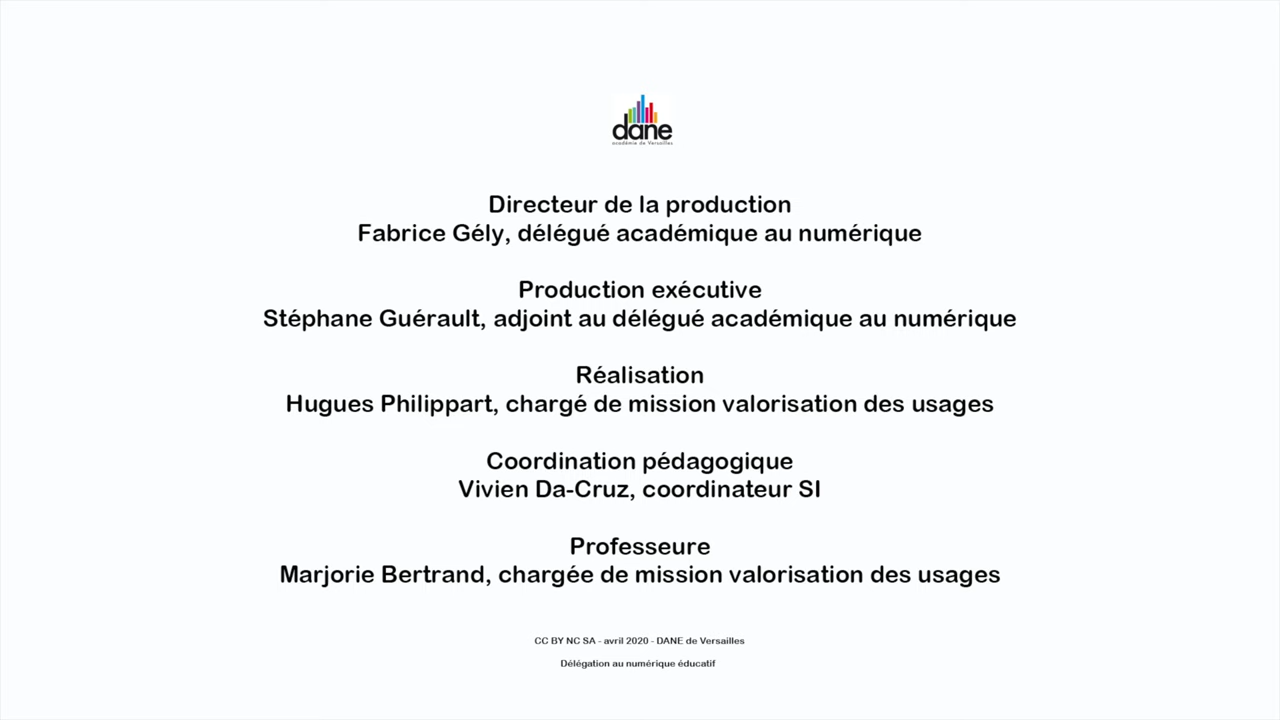 dane
académie de Versailles
Directeur de la production
Fabrice Gély, délégué académique au numérique
Production exécutive
Stéphane Guérault, adjoint au délégué académique au numérique
Réalisation
Hugues Philippart, chargé de mission valorisation des usages
Coordination pédagogique
Vivien Da-Cruz, coordinateur SI
Professeure
Marjorie Bertrand, chargée de mission valorisation des usages
CC BY NC SA - avril 2020 - DANE de Versailles
Délégation au numérique éducatif